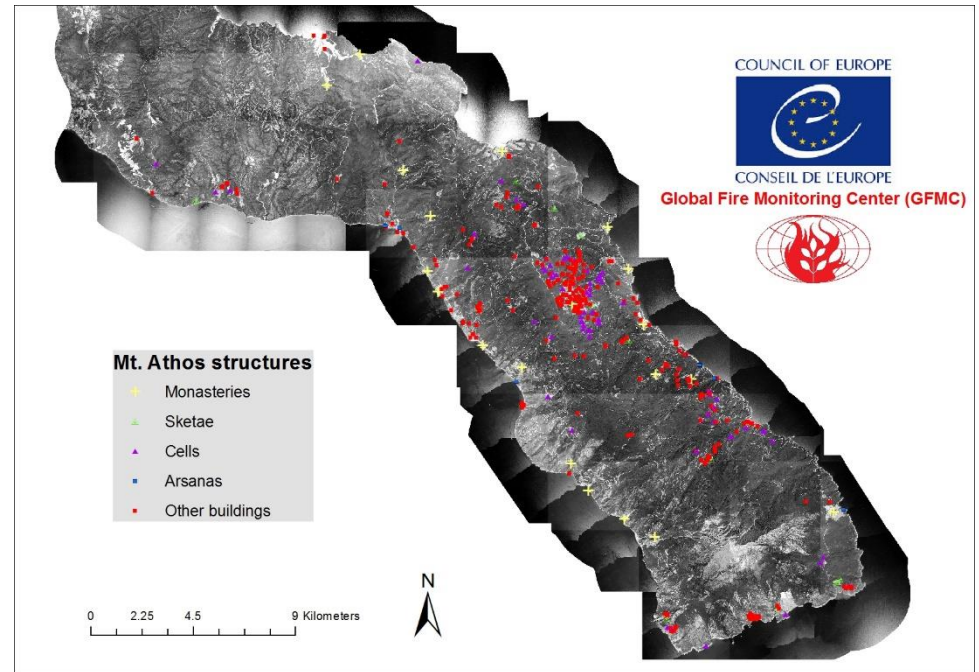 COUNCIL OF EUROPE
CONSEIL DE L'EUROPE
Global Fire Monitoring Center (GFMC)
Mt. Athos structures
Monasteries
Sketae
Cells
Arsanas
Other buildings
N
0 2.25 4.5 9 Kilometers